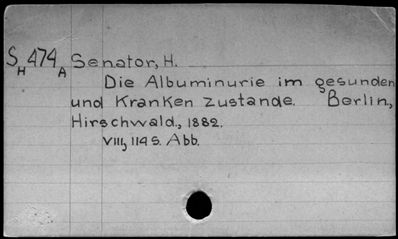 S H 474 A Senator, H.
Die Albuminurie im gesunden
und Kranken Zustande. Berlin,
Hirschwald., 1882.
VIII, 114 S. Abb.